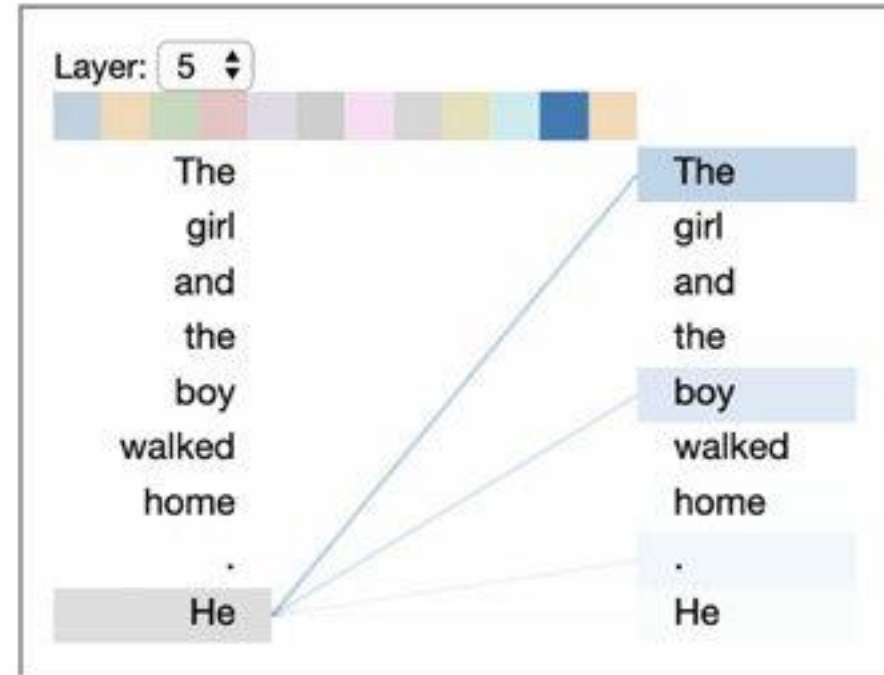 Layer: 5
The The
girl girl
and and
the the
boy boy
walked walked
home home
. .
He He